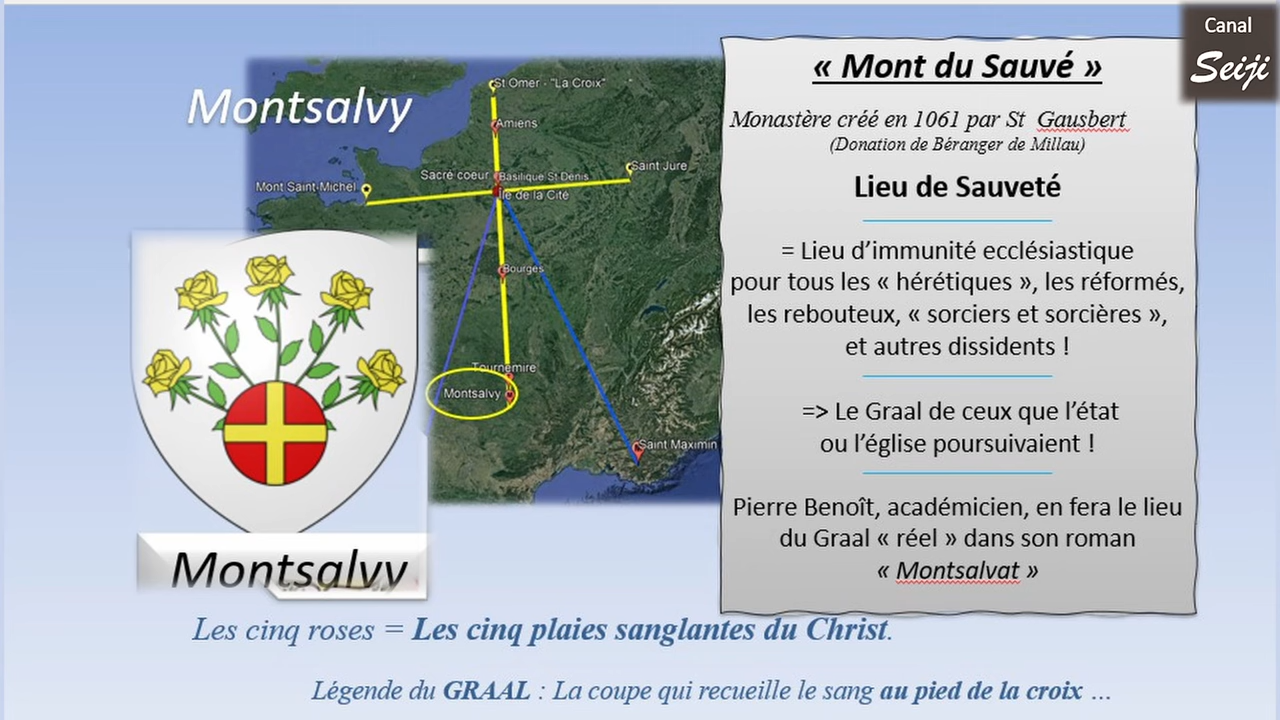 Canal
Seiji
Montsalvy
St Omer - "La Croix"
Amiens
Saint Jure
Sacré coeur
Basilique St-Denis
Île de la Cité
Mont Saint-Michel
Bourges
Tournemire
Montsalvy
Saint Maximin
Montsalvy
« Mont du Sauvé »
Monastère créé en 1061 par St Gausbert
(Donation de Béranger de Millau)
Lieu de Sauveté
= Lieu d’immunité ecclésiastique
pour tous les « hérétiques », les réformés,
les rebouteux, « sorciers et sorcières »,
et autres dissidents !
=> Le Graal de ceux que l’état
ou l’église poursuivaient !
Pierre Benoît, académicien, en fera le lieu
du Graal « réel » dans son roman
« Montsalvat »
Les cinq roses = Les cinq plaies sanglantes du Christ.
Légende du GRAAL : La coupe qui recueille le sang au pied de la croix …